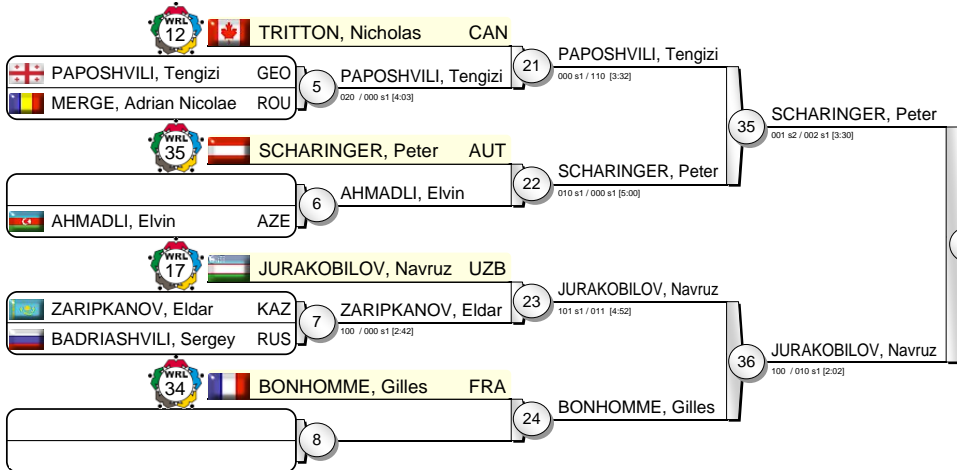 WRL
12
TRITTON, Nicholas CAN
PAPOSHVILI, Tengizi GEO
MERGE, Adrian Nicolae ROU
5
PAPOSHVILI, Tengizi
020 / 000 s1 [4:03]
21
PAPOSHVILI, Tengizi
000 s1 / 110 [3:32]
WRL
35
SCHARINGER, Peter AUT
AHMADLI, Elvin AZE
6
AHMADLI, Elvin
22
SCHARINGER, Peter
010 s1 / 000 s1 [5:00]
35
SCHARINGER, Peter
001 s2 / 002 s1 [3:30]
WRL
17
JURAKOBILOV, Navruz UZB
ZARIPKANOV, Eldar KAZ
BADRIASHVILI, Sergey RUS
7
ZARIPKANOV, Eldar
100 / 000 s1 [2:42]
23
JURAKOBILOV, Navruz
101 s1 / 011 [4:52]
WRL
34
BONHOMME, Gilles FRA
8
24
BONHOMME, Gilles
36
JURAKOBILOV, Navruz
100 / 010 s1 [2:02]